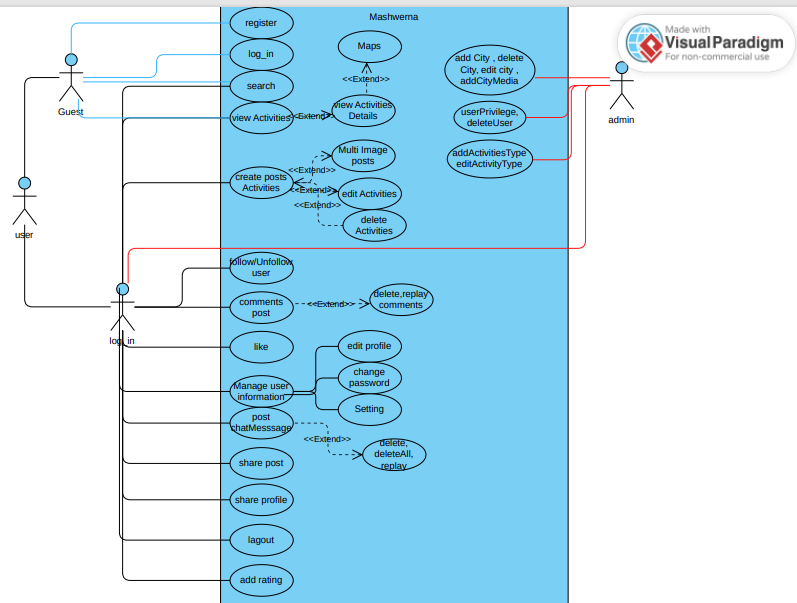 Mashwerna
Made with
VisualParadigm
For non-commercial use
register
log_in
search
view Activities
<<Extend>>
view Activities
Details
<<Extend>>
Maps
add City , delete
City, edit city ,
addCityMedia
userPrivilege,
deleteUser
addActivitiesType
editActivityType
Guest
admin
user
log_in
create posts
Activities
<<Extend>>
<<Extend>>
<<Extend>>
Multi Image
posts
edit Activities
delete
Activities
follow/Unfollow
user
comments
post
<<Extend>>
delete,replay
comments
like
Manage user
information
edit profile
change
password
Setting
post
chatMesssage
<<Extend>>
delete,
deleteAll,
replay
share post
share profile
lagout
add rating